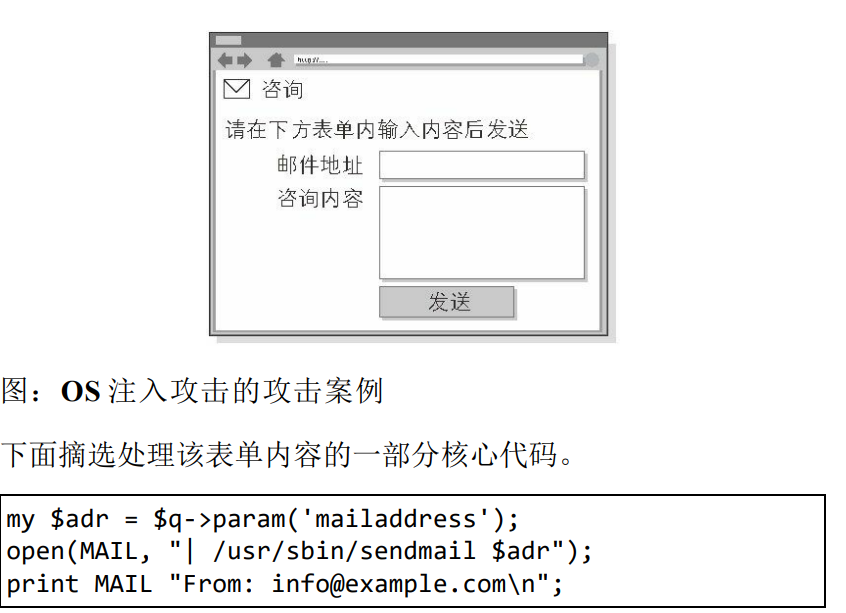 http://...
咨询
请在下方表单内输入内容后发送
邮件地址
咨询内容
发送
图：OS 注入攻击的攻击案例
下面摘选处理该表单内容的一部分核心代码。
my $adr = $q->param('mailaddress');
open(MAIL, "| /usr/sbin/sendmail $adr");
print MAIL "From: info@example.com\n";